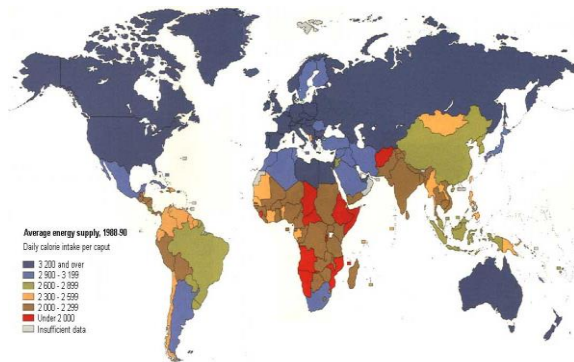 Average energy supply, 1988-90
Daily calorie intake per caput
3 200 and over
2 900 - 3 199
2 600 - 2 899
2 300 - 2 599
2 000 - 2 299
Under 2 000
Insufficient data